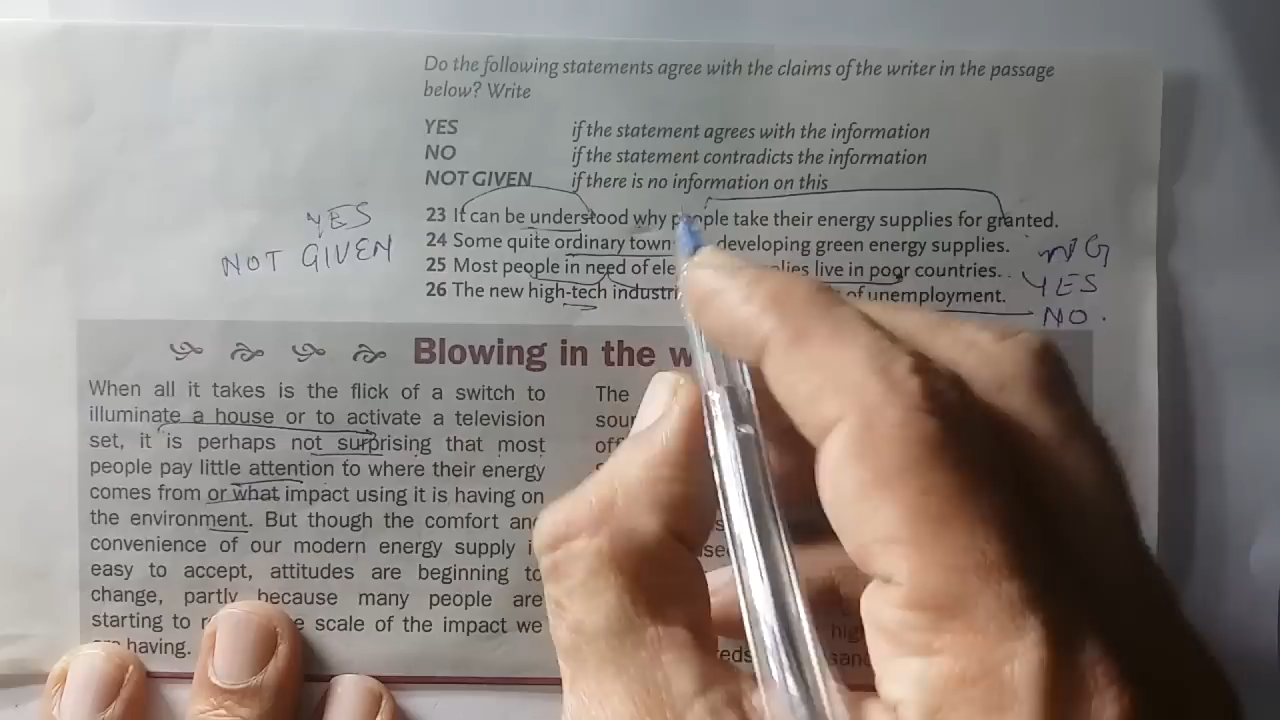 Do the following statements agree with the claims of the writer in the passage
below? Write
YES if the statement agrees with the information
NO if the statement contradicts the information
NOT GIVEN if there is no information on this
YES
23 It can be understood why people take their energy supplies for granted.
NOT GIVEN
24 Some quite ordinary town developing green energy supplies.
NG
25 Most people in need of live in poor countries.
YES
26 The new high-tech of unemployment.
NO.
Blowing in the
When all it takes is the flick of a switch to
illuminate a house or to activate a television
set, it is perhaps not surprising that most
people pay little attention to where their energy
comes from or what impact using it is having on
the environment. But though the comfort and
convenience of our modern energy supply
easy to accept, attitudes are beginning to
change, partly because many people are
starting to scale of the impact we
having.
The